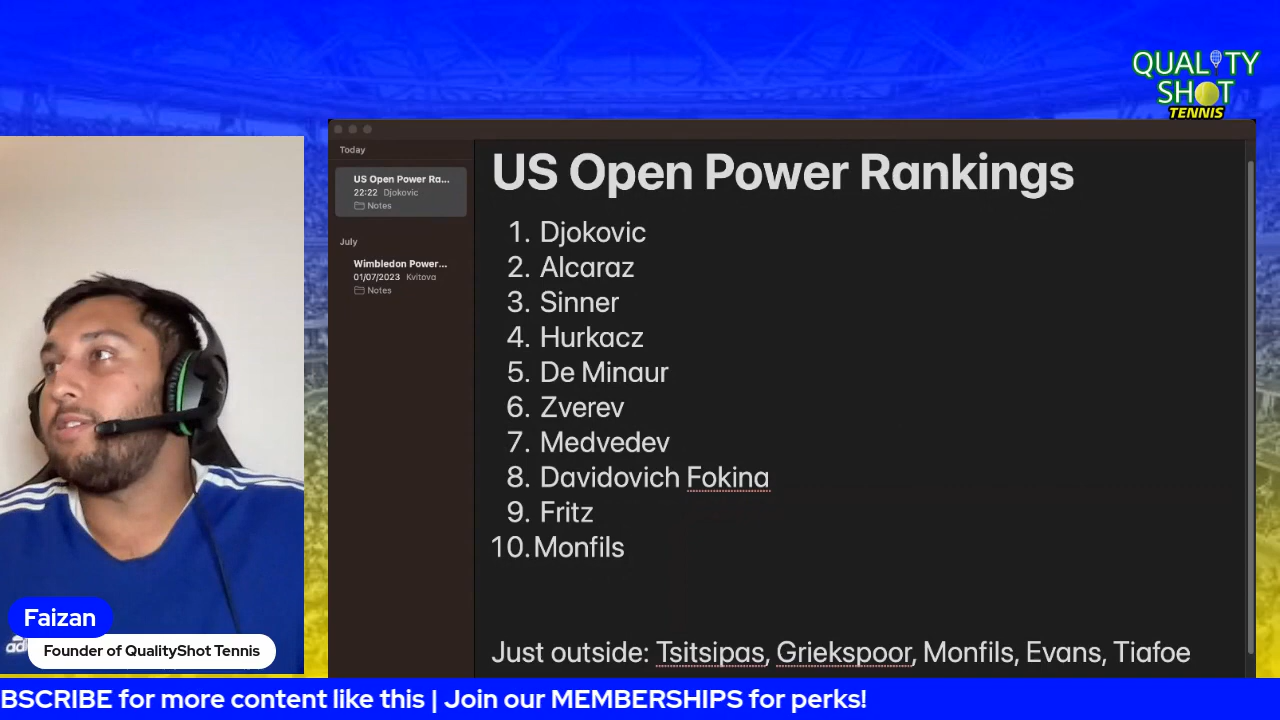 QUALITY
SHOT
TENNIS
Today
US Open Power Ra...
22:22 Djokovic
Notes
July
Wimbledon Power...
01/07/2023 Kvitova
Notes
US Open Power Rankings
1. Djokovic
2. Alcaraz
3. Sinner
4. Hurkacz
5. De Minaur
6. Zverev
7. Medvedev
8. Davidovich Fokina
9. Fritz
10. Monfils
Just outside: Tsitsipas, Griekspoor, Monfils, Evans, Tiafoe
Faizan
Founder of QualityShot Tennis
BSCRIBE for more content like this | Join our MEMBERSHIPS for perks!